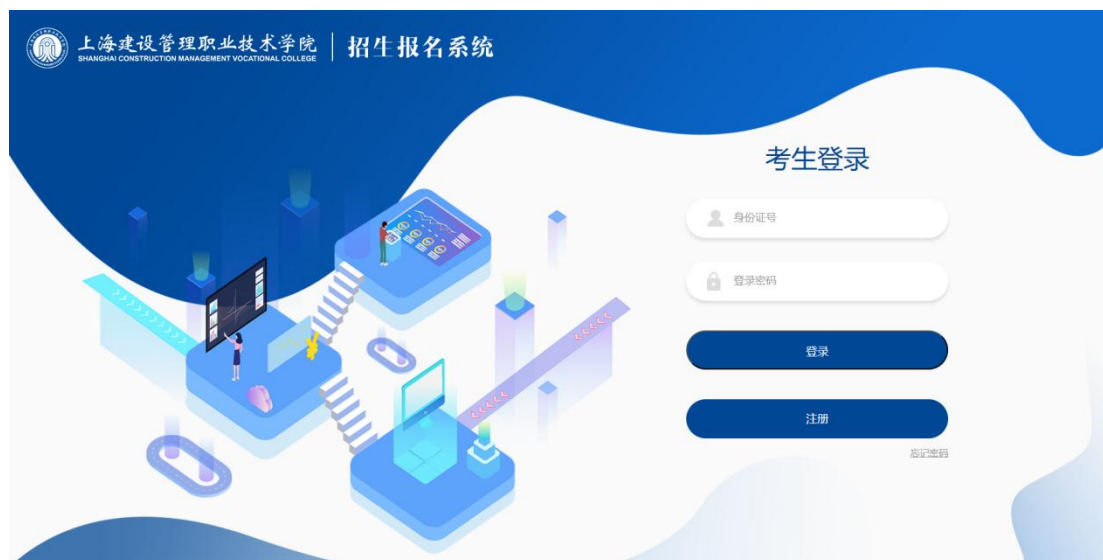 上海建设管理职业技术学院
SHANGHAI CONSTRUCTION MANAGEMENT VOCATIONAL COLLEGE
招生报名系统
考生登录
身份证号
登录密码
登录
注册
忘记密码